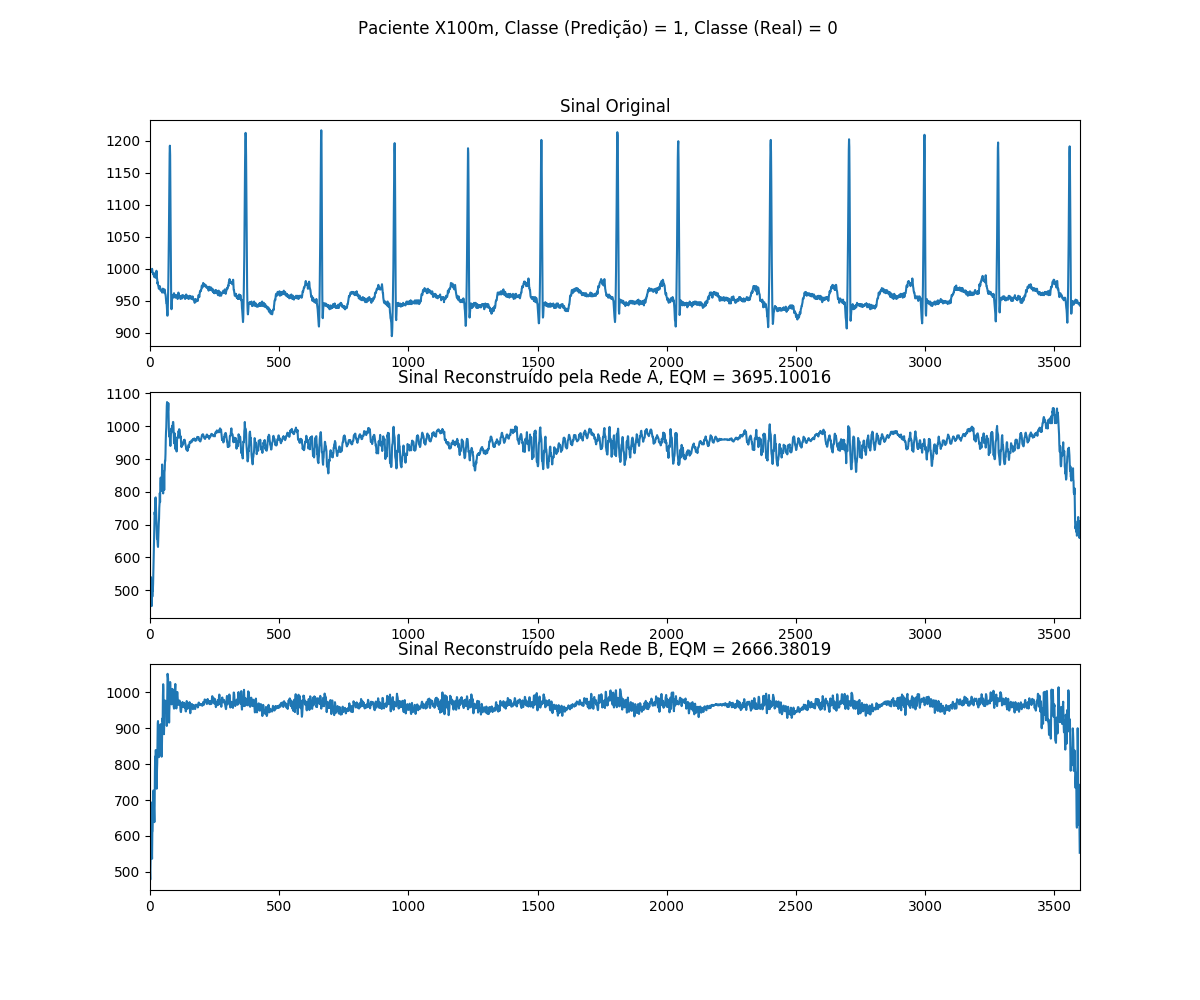 Paciente X100m, Classe (Predição) = 1, Classe (Real) = 0
Sinal Original
1200
1150
1100
1050
1000
950
900
0 500 1000 1500 2000 2500 3000 3500
Sinal Reconstruído pela Rede A, EQM = 3695.10016
1100
1000
900
800
700
600
500
0 500 1000 1500 2000 2500 3000 3500
Sinal Reconstruído pela Rede B, EQM = 2666.38019
1000
900
800
700
600
500
0 500 1000 1500 2000 2500 3000 3500